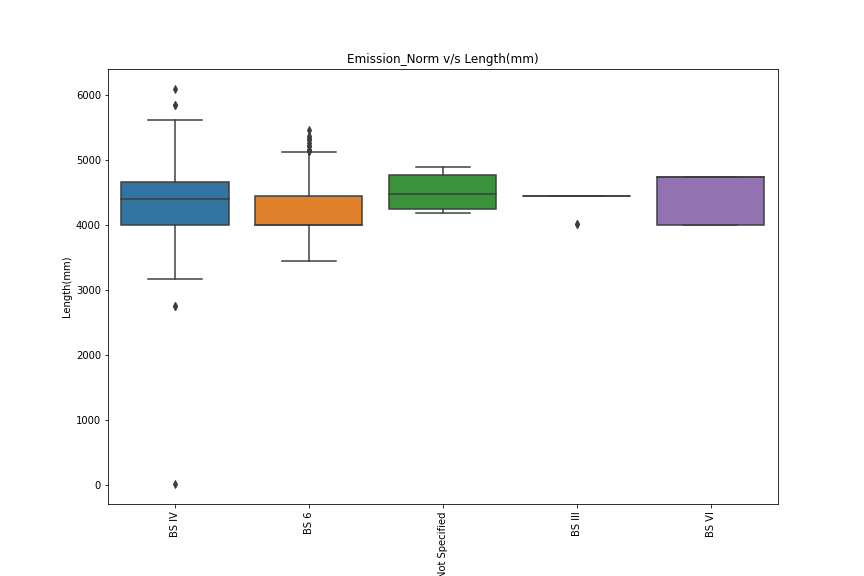 Emission_Norm v/s Length(mm)
Length(mm)
6000
5000
4000
3000
2000
1000
0
BS IV
BS 6
Not Specified
BS III
BS VI